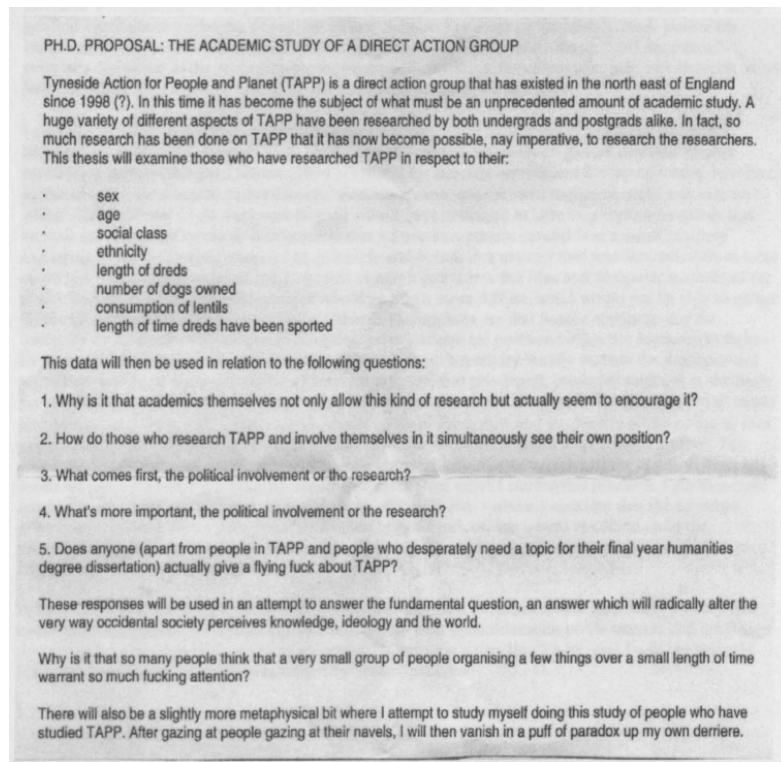 PH.D. PROPOSAL: THE ACADEMIC STUDY OF A DIRECT ACTION GROUP
Tyneside Action for People and Planet (TAPP) is a direct action group that has existed in the north east of England
since 1998 (?). In this time it has become the subject of what must be an unprecedented amount of academic study. A
huge variety of different aspects of TAPP have been researched by both undergrads and postgrads alike. In fact, so
much research has been done on TAPP that it has now become possible, nay imperative, to research the researchers.
This thesis will examine those who have researched TAPP in respect to their:
sex
age
social class
ethnicity
length of dreds
number of dogs owned
consumption of lentils
length of time dreds have been sported
This data will then be used in relation to the following questions:
1. Why is it that academics themselves not only allow this kind of research but actually seem to encourage it?
2. How do those who research TAPP and involve themselves in it simultaneously see their own position?
3. What comes first, the political involvement or the research?
4. What's more important, the political involvement or the research?
5. Does anyone (apart from people in TAPP and people who desperately need a topic for their final year humanities
degree dissertation) actually give a flying fuck about TAPP?
These responses will be used in an attempt to answer the fundamental question, an answer which will radically alter the
very way occidental society perceives knowledge, ideology and the world.
Why is it that so many people think that a very small group of people organising a few things over a small length of time
warrant so much fucking attention?
There will also be a slightly more metaphysical bit where I attempt to study myself doing this study of people who have
studied TAPP. After gazing at people gazing at their navels, I will then vanish in a puff of paradox up my own derriere.